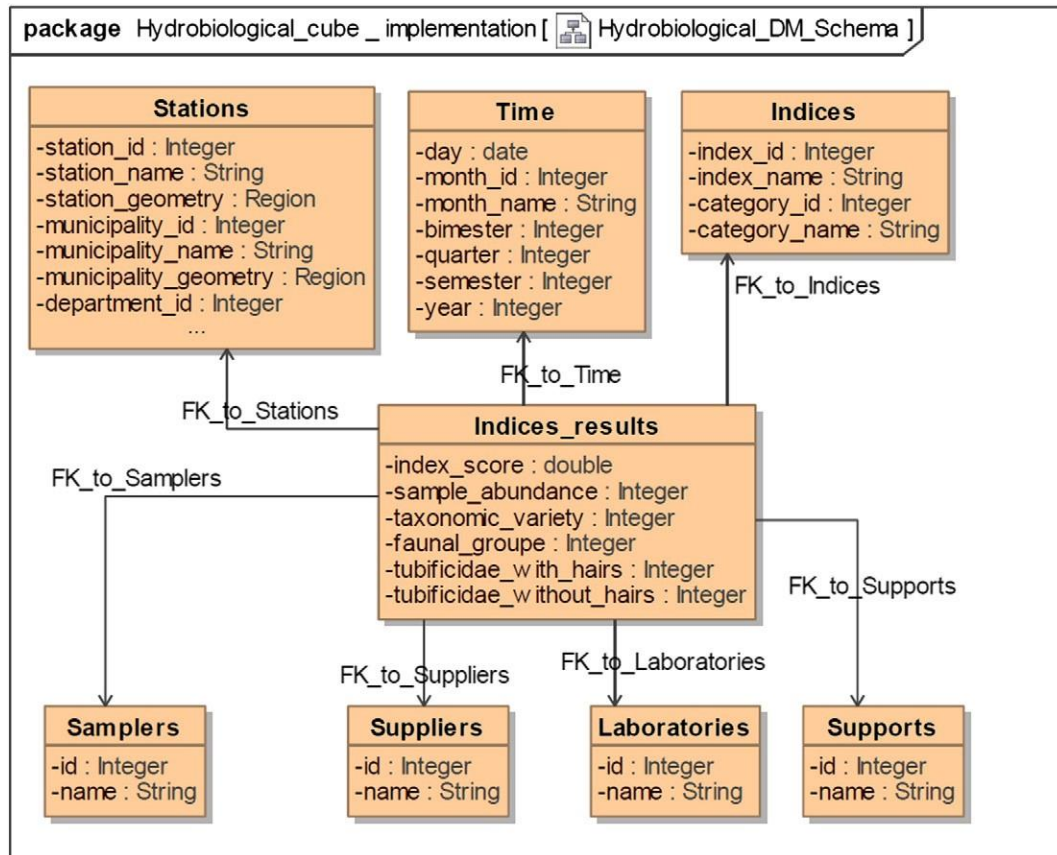 package Hydrobiological_cube _ implementation [ Hydrobiological_DM_Schema ]
Stations
-station_id : Integer
-station_name : String
-station_geometry : Region
-municipality_id : Integer
-municipality_name : String
-municipality_geometry : Region
-department_id : Integer
...
Time
-day : date
-month_id : Integer
-month_name : String
-bimester : Integer
-quarter : Integer
-semester : Integer
-year : Integer
Indices
-index_id : Integer
-index_name : String
-category_id : Integer
-category_name : String
FK_to_Indices
FK_to_Time
FK_to_Stations
Indices_results
-index_score : double
-sample_abundance : Integer
-taxonomic_variety : Integer
-faunal_groupe : Integer
-tubificidae_with_hairs : Integer
-tubificidae_without_hairs : Integer
FK_to_Samplers
FK_to_Supports
FK_to_Suppliers
FK_to_Laboratories
Samplers
-id : Integer
-name : String
Suppliers
-id : Integer
-name : String
Laboratories
-id : Integer
-name : String
Supports
-id : Integer
-name : String